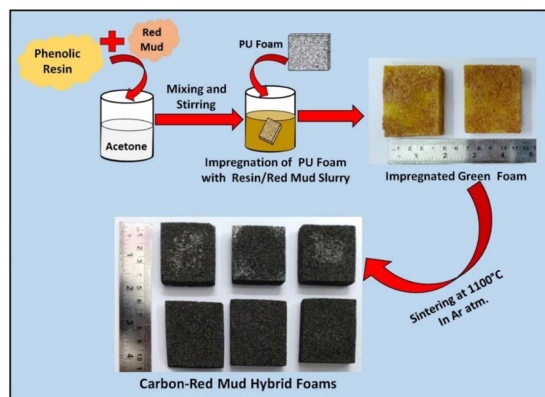 Phenolic
Resin
Red
Mud
PU Foam
Acetone
Mixing and
Stirring
Impregnation of PU Foam
with Resin/Red Mud Slurry
Impregnated Green Foam
Sintering at 1100°C
In Ar atm.
Carbon-Red Mud Hybrid Foams